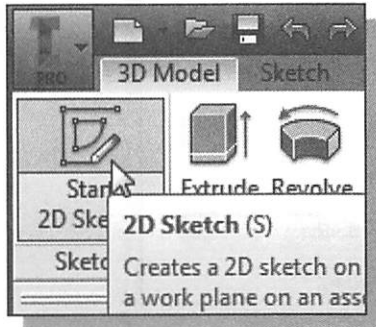 PRO
3D Model Sketch
Start
2D Ske
Extrude Revolve
2D Sketch (S)
Sketc
Creates a 2D sketch on
a work plane on an asse